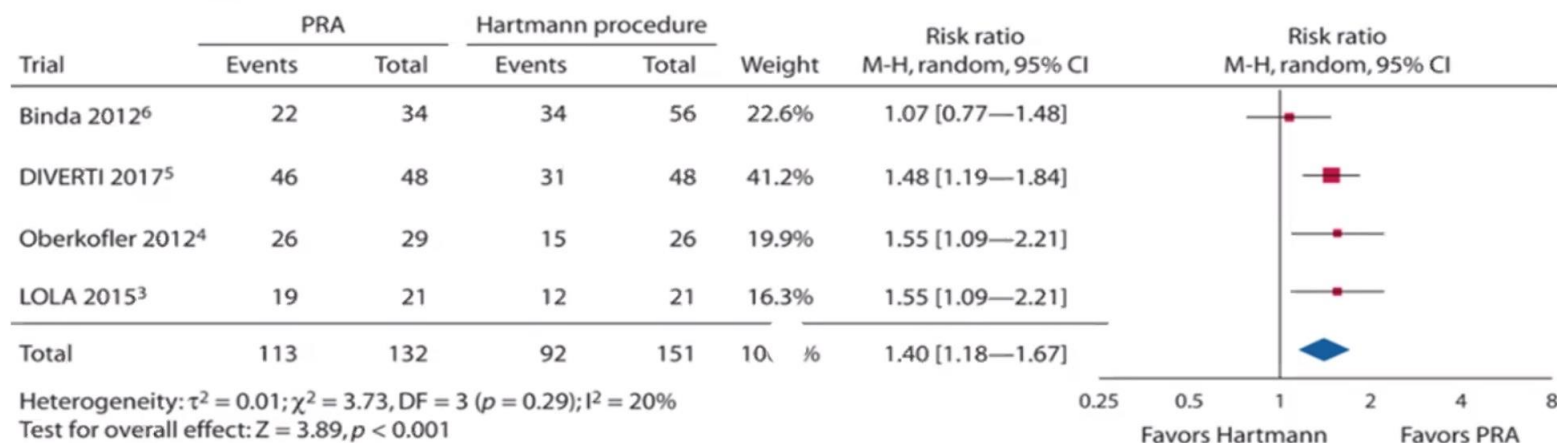 PRA Hartmann procedure Risk ratio Risk ratio
Trial Events Total Events Total Weight M-H, random, 95% CI M-H, random, 95% CI
Binda 2012⁶ 22 34 34 56 22.6% 1.07 [0.77—1.48]
DIVERTI 2017⁵ 46 48 31 48 41.2% 1.48 [1.19—1.84]
Oberkofler 2012⁴ 26 29 15 26 19.9% 1.55 [1.09—2.21]
LOLA 2015³ 19 21 12 21 16.3% 1.55 [1.09—2.21]
Total 113 132 92 151 1.40 [1.18—1.67]
Heterogeneity: τ² = 0.01; χ² = 3.73, DF = 3 (p = 0.29); I² = 20%
Test for overall effect: Z = 3.89, p < 0.001
0.25 0.5 1 2 4 8
Favors Hartmann Favors PRA